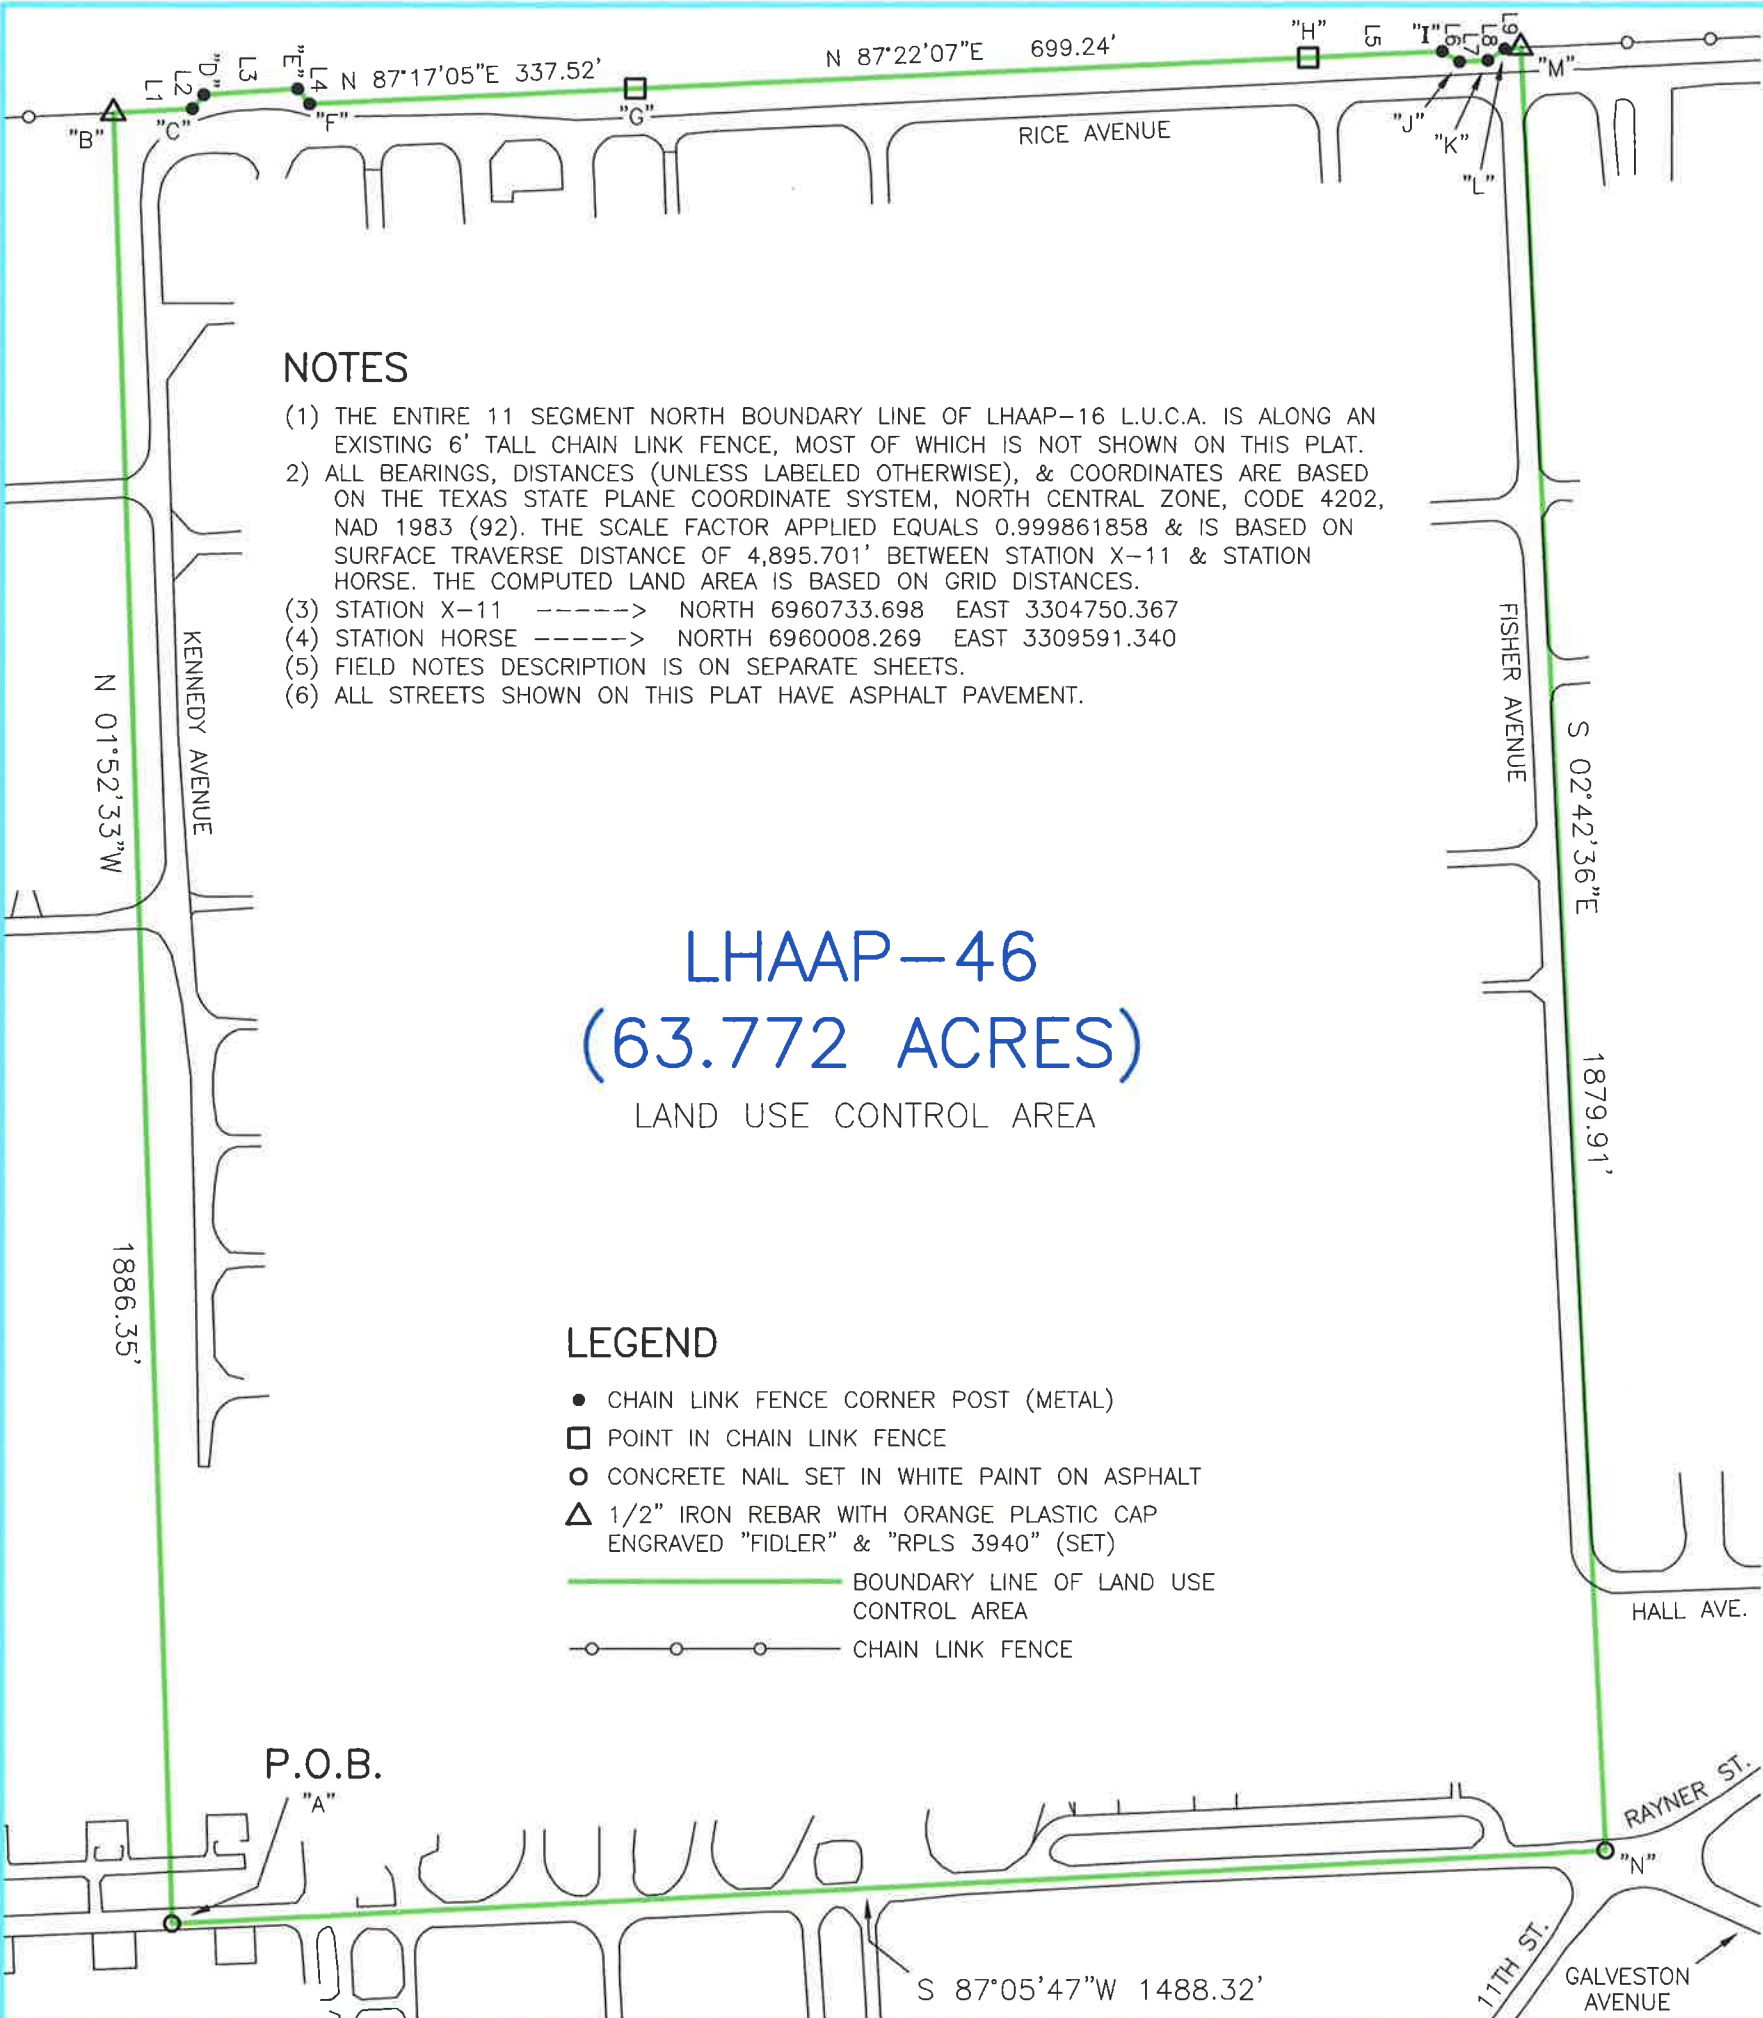 L1
L2
"D"
L3
"E"
L4
N 87°17'05"E 337.52'
N 87°22'07"E 699.24'
"H"
L5
"I"
L6
L7
L8
L9
"B"
"C"
"F"
"G"
"M"
RICE AVENUE
"J"
"K"
"L"
NOTES
(1) THE ENTIRE 11 SEGMENT NORTH BOUNDARY LINE OF LHAAP-16 L.U.C.A. IS ALONG AN
EXISTING 6' TALL CHAIN LINK FENCE, MOST OF WHICH IS NOT SHOWN ON THIS PLAT.
2) ALL BEARINGS, DISTANCES (UNLESS LABELED OTHERWISE), & COORDINATES ARE BASED
ON THE TEXAS STATE PLANE COORDINATE SYSTEM, NORTH CENTRAL ZONE, CODE 4202,
NAD 1983 (92). THE SCALE FACTOR APPLIED EQUALS 0.999861858 & IS BASED ON
SURFACE TRAVERSE DISTANCE OF 4,895.701' BETWEEN STATION X-11 & STATION
HORSE. THE COMPUTED LAND AREA IS BASED ON GRID DISTANCES.
(3) STATION X-11 -----> NORTH 6960733.698 EAST 3304750.367
(4) STATION HORSE -----> NORTH 6960008.269 EAST 3309591.340
(5) FIELD NOTES DESCRIPTION IS ON SEPARATE SHEETS.
(6) ALL STREETS SHOWN ON THIS PLAT HAVE ASPHALT PAVEMENT.
KENNEDY AVENUE
N 01°52'33"W
1886.35'
FISHER AVENUE
S 02°42'36"E
1879.91'
LHAAP-46
(63.772 ACRES)
LAND USE CONTROL AREA
LEGEND
CHAIN LINK FENCE CORNER POST (METAL)
POINT IN CHAIN LINK FENCE
CONCRETE NAIL SET IN WHITE PAINT ON ASPHALT
1/2" IRON REBAR WITH ORANGE PLASTIC CAP
ENGRAVED "FIDLER" & "RPLS 3940" (SET)
BOUNDARY LINE OF LAND USE
CONTROL AREA
CHAIN LINK FENCE
HALL AVE.
P.O.B.
"A"
RAYNER ST.
"N"
S 87°05'47"W 1488.32'
11TH ST.
GALVESTON
AVENUE